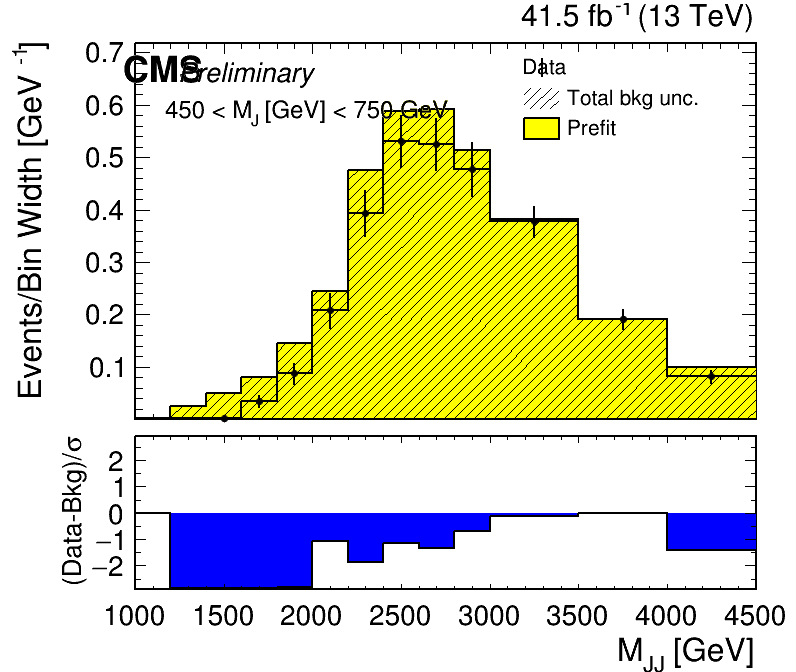 41.5 fb⁻¹ (13 TeV)
CMS Preliminary
450 < M_J [GeV] < 750 GeV
Data
Total bkg unc.
Prefit
Events/Bin Width [GeV⁻¹]
0.7
0.6
0.5
0.4
0.3
0.2
0.1
(Data-Bkg)/σ
2
1
0
−1
−2
1000 1500 2000 2500 3000 3500 4000 4500
M_JJ [GeV]